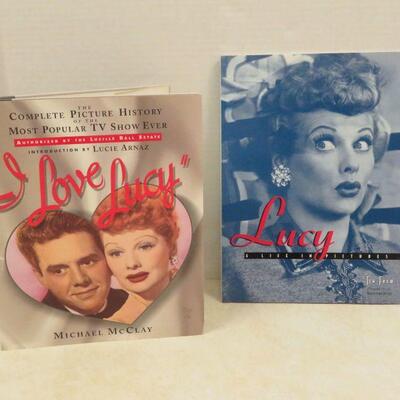 THE
COMPLETE PICTURE HISTORY
OF THE
MOST POPULAR TV SHOW EVER
AUTHORIZED BY THE LUCILLE BALL ESTATE
INTRODUCTION BY LUCIE ARNAZ
"I Love Lucy"
MICHAEL MCCLAY
Lucy
A LIFE IN PICTURES